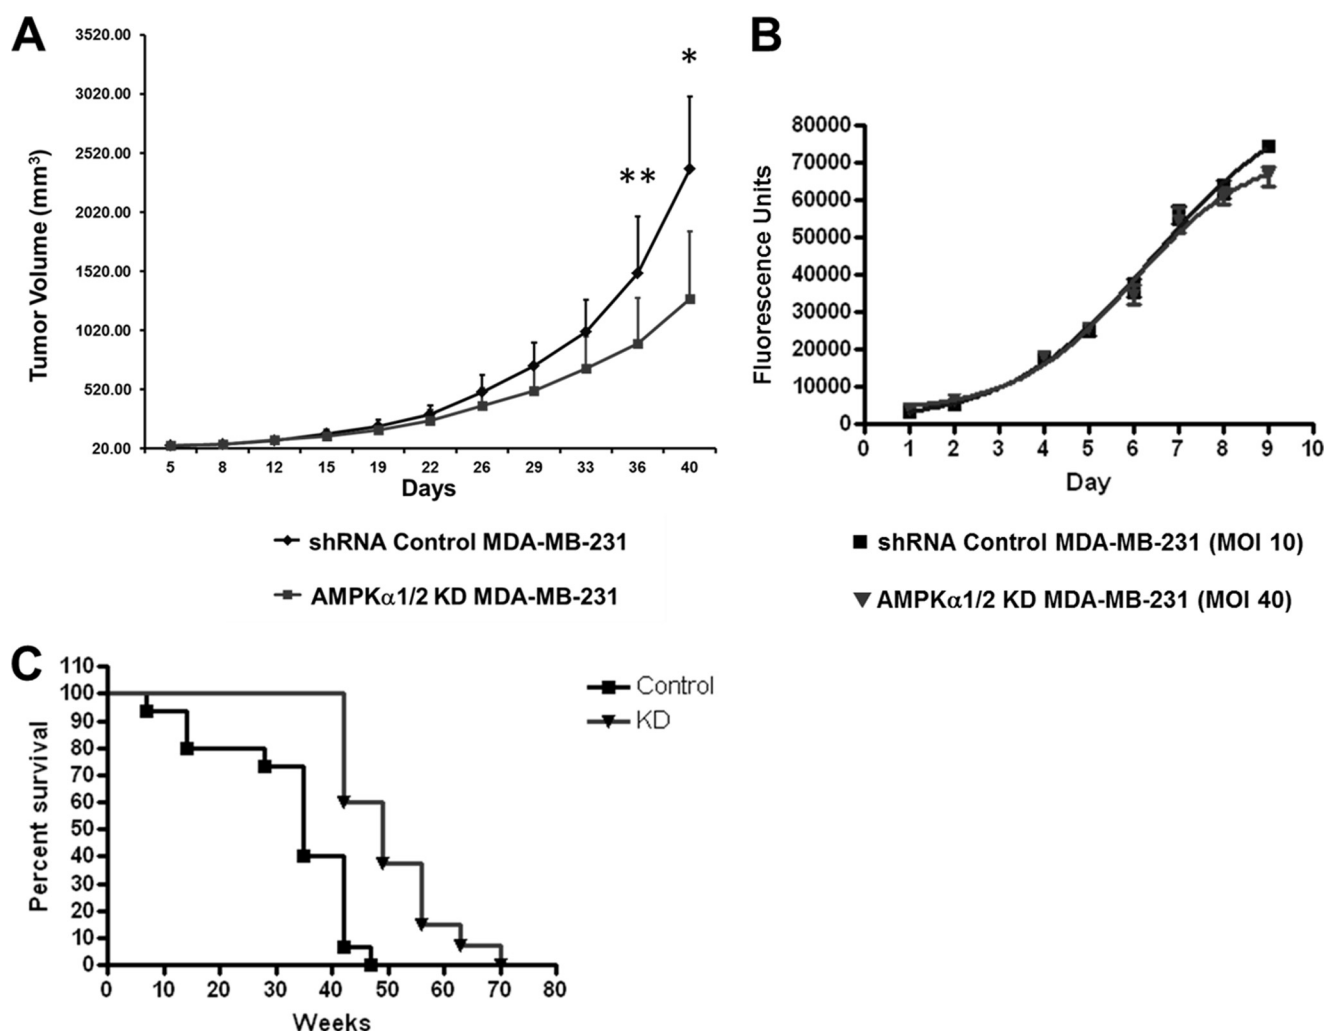 A
3520.00
3020.00
2520.00
2020.00
1520.00
1020.00
520.00
20.00
Tumor Volume (mm³)
*
**
5 8 12 15 19 22 26 29 33 36 40
Days
shRNA Control MDA-MB-231
AMPKα1/2 KD MDA-MB-231
B
80000
70000
60000
50000
40000
30000
20000
10000
0
Fluorescence Units
0 1 2 3 4 5 6 7 8 9 10
Day
shRNA Control MDA-MB-231 (MOI 10)
AMPKα1/2 KD MDA-MB-231 (MOI 40)
C
110
100
90
80
70
60
50
40
30
20
10
0
Percent survival
0 10 20 30 40 50 60 70 80
Weeks
Control
KD